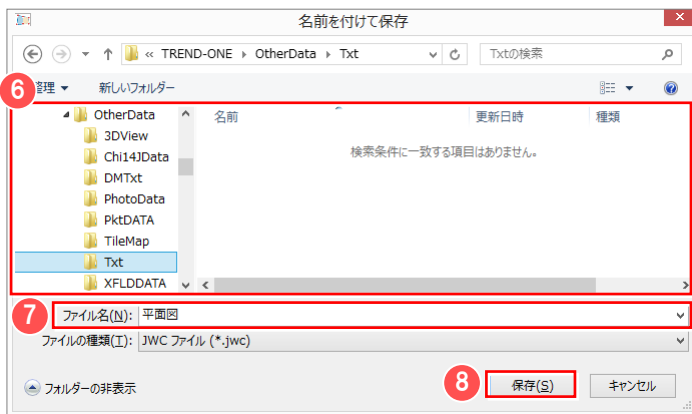 名前を付けて保存
« TREND-ONE OtherData Txt Txtの検索
6
整理 新しいフォルダー
OtherData 名前 更新日時 種類
3DView
検索条件に一致する項目はありません。
Chi14JData
DMTxt
PhotoData
PktDATA
TileMap
Txt
XFLDDATA
7 ファイル名(N): 平面図
ファイルの種類(T): JWC ファイル (*.jwc)
フォルダーの非表示 8 保存(S) キャンセル